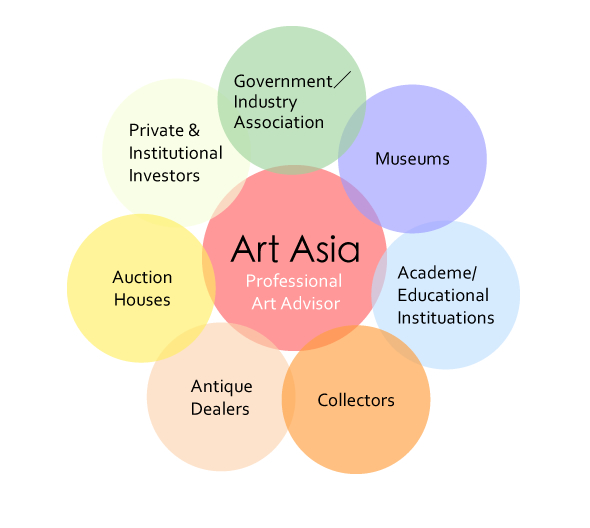 Government／
Industry
Association
Private &
Institutional
Investors
Museums
Art Asia
Professional
Art Advisor
Auction
Houses
Academe/
Educational
Instituations
Antique
Dealers
Collectors